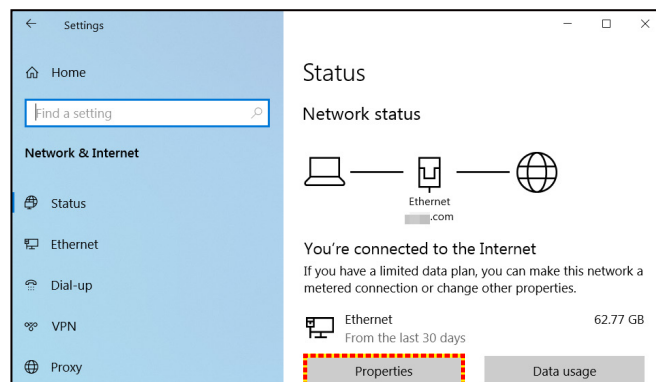 Settings
Home
Find a setting
Network & Internet
Status
Ethernet
Dial-up
VPN
Proxy
Status
Network status
Ethernet
.com
You're connected to the Internet
If you have a limited data plan, you can make this network a
metered connection or change other properties.
Ethernet 62.77 GB
From the last 30 days
Properties Data usage